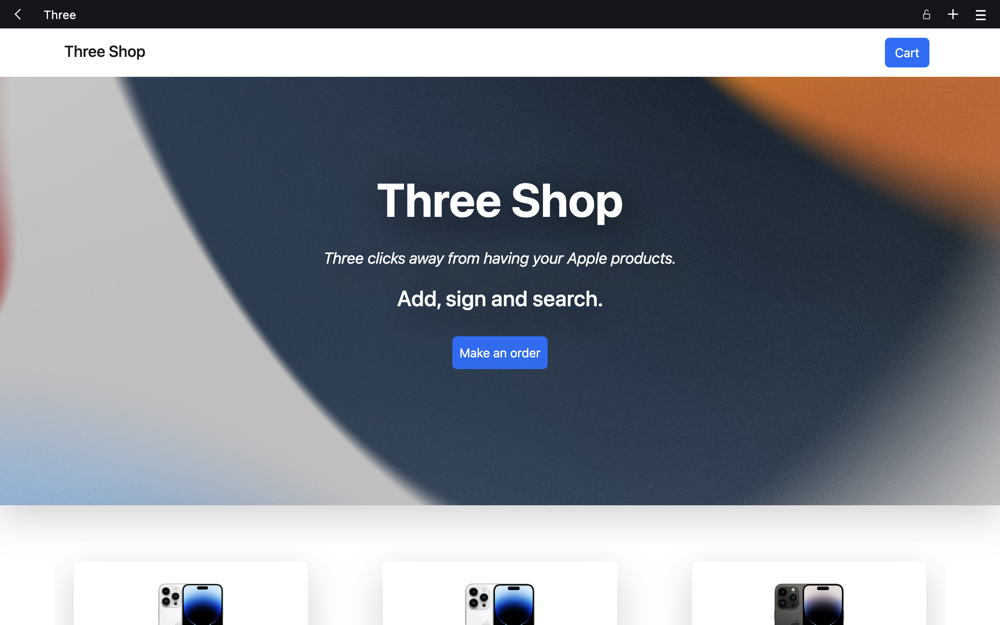 Three
Three Shop
Cart
Three Shop
Three clicks away from having your Apple products.
Add, sign and search.
Make an order